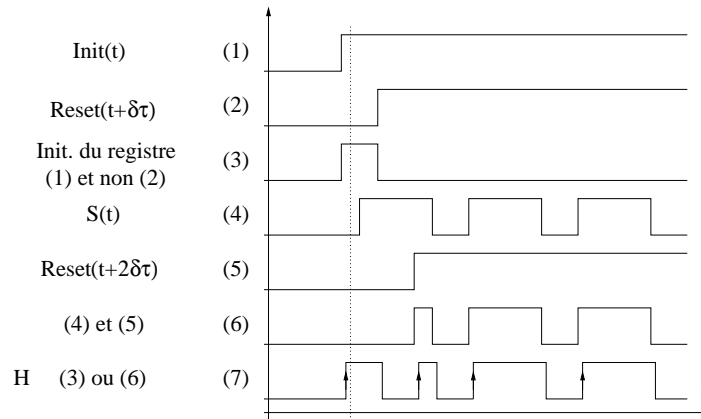 Init(t) (1)
Reset(t+δτ) (2)
Init. du registre
(1) et non (2) (3)
S(t) (4)
Reset(t+2δτ) (5)
(4) et (5) (6)
H (3) ou (6) (7)